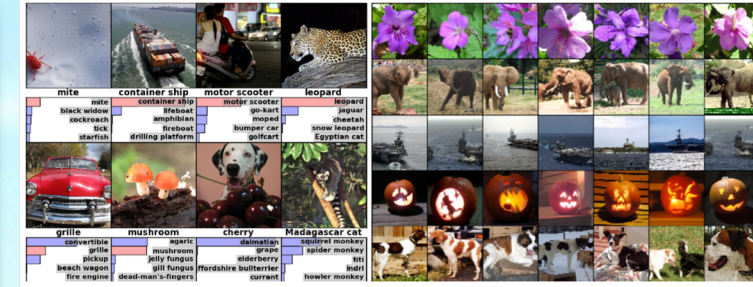 mite container ship motor scooter leopard
mite container ship motor scooter leopard
black widow lifeboat go-kart jaguar
cockroach amphibian moped cheetah
tick fireboat bumper car snow leopard
starfish drilling platform golfcart Egyptian cat
grille mushroom cherry Madagascar cat
convertible agaric dalmatian squirrel monkey
grille mushroom grape spider monkey
pickup jelly fungus elderberry titi
beach wagon gill fungus ffordshire bullterrier indri
fire engine dead-man's-fingers currant howler monkey